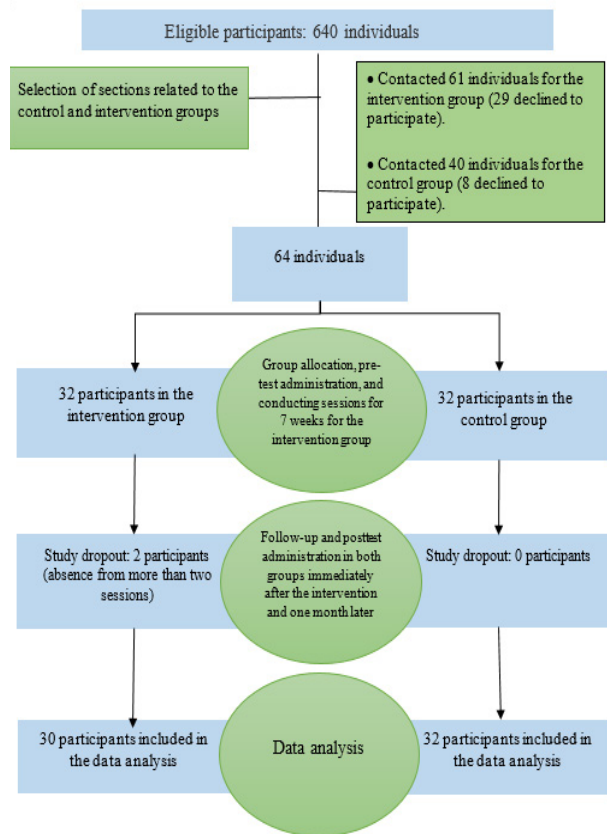 Eligible participants: 640 individuals
Selection of sections related to the
control and intervention groups
• Contacted 61 individuals for the
intervention group (29 declined to
participate).
• Contacted 40 individuals for the
control group (8 declined to
participate).
64 individuals
32 participants in the
intervention group
Group allocation, pre-
test administration, and
conducting sessions for
7 weeks for the
intervention group
32 participants in the
control group
Study dropout: 2 participants
(absence from more than two
sessions)
Follow-up and posttest
administration in both
groups immediately
after the intervention
and one month later
Study dropout: 0 participants
30 participants included in
the data analysis
Data analysis
32 participants included in
the data analysis